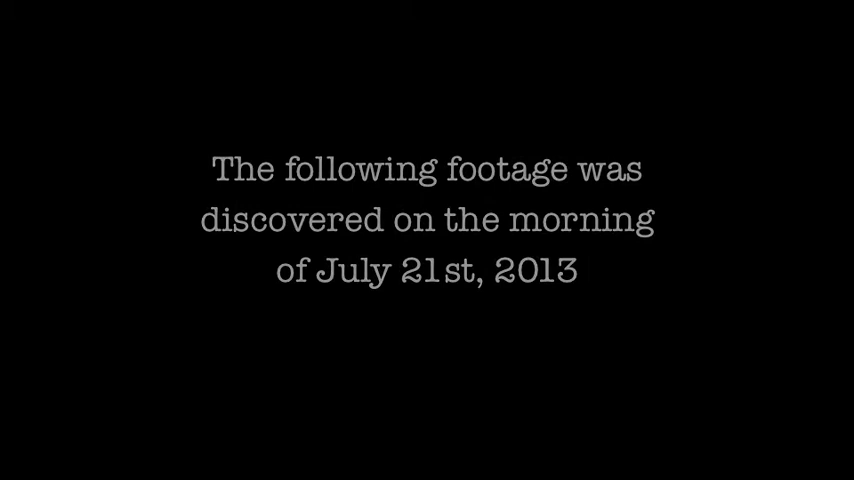 The following footage was
discovered on the morning
of July 21st, 2013